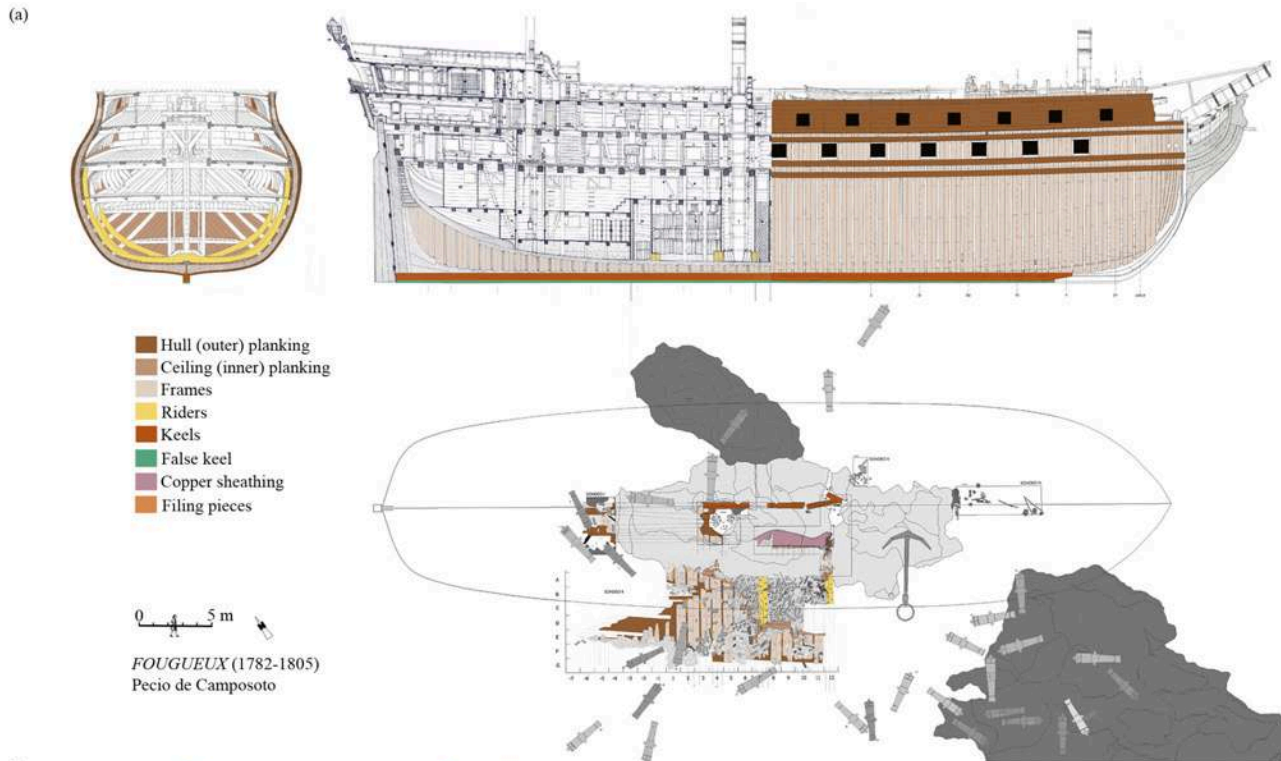 (a)
Hull (outer) planking
Ceiling (inner) planking
Frames
Riders
Keels
False keel
Copper sheathing
Filing pieces
0 5 m
FOUGUEUX (1782-1805)
Pecio de Camposoto
A
B
C
D
E
F
G